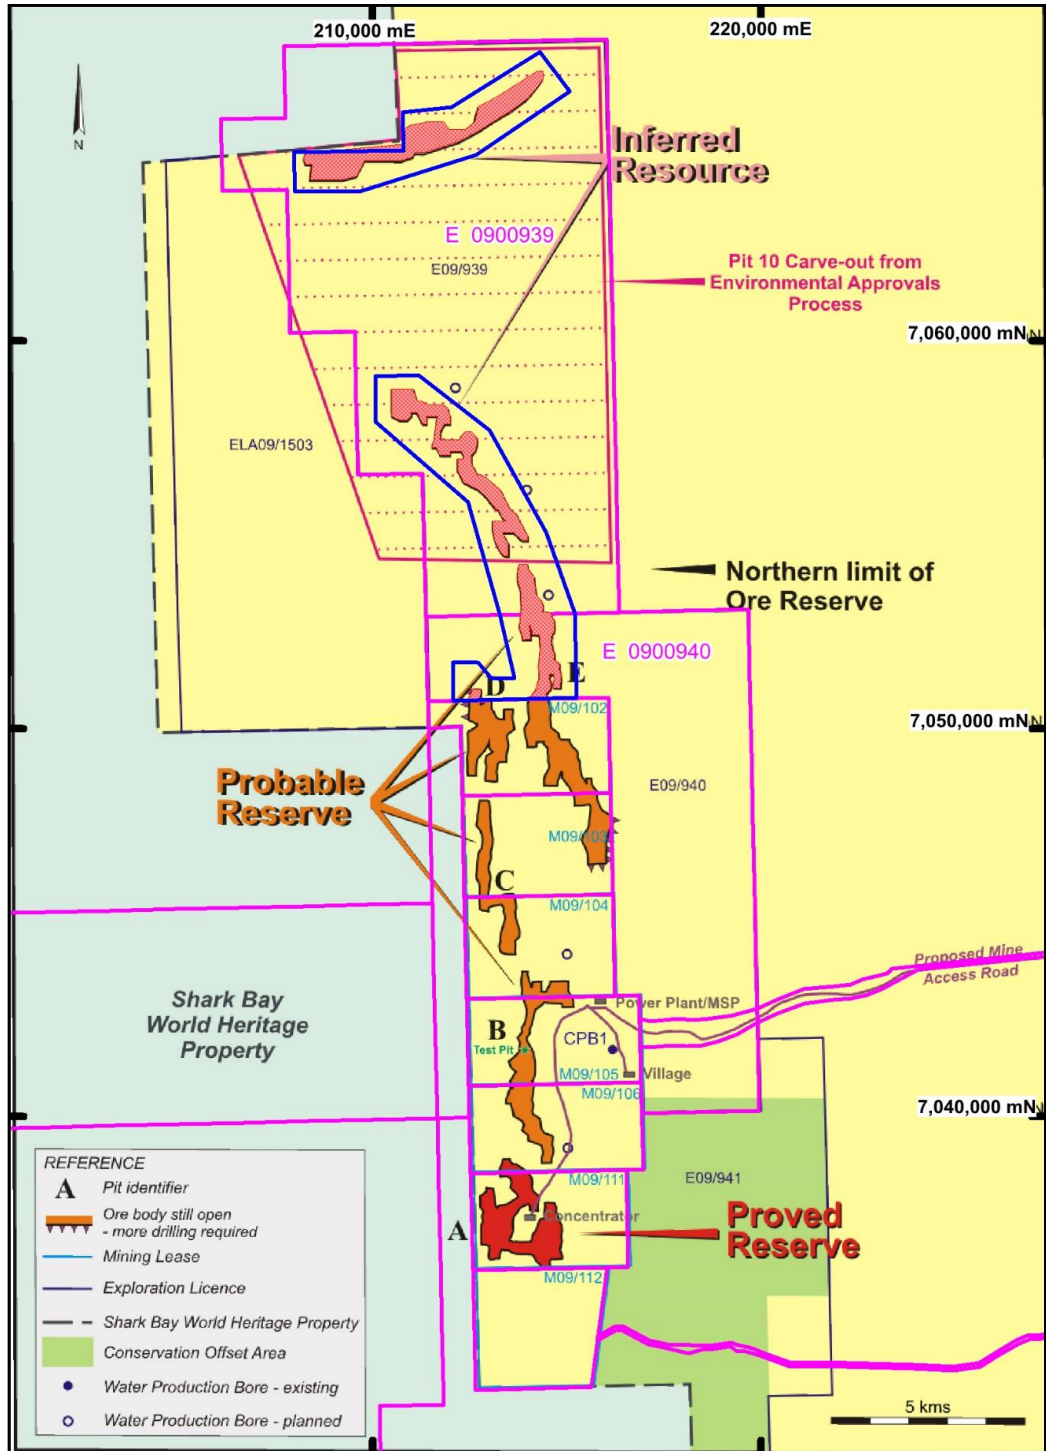 210,000 mE
220,000 mE
N
Inferred
Resource
E 0900939
E09/939
Pit 10 Carve-out from
Environmental Approvals
Process
7,060,000 mN
ELA09/1503
Northern limit of
Ore Reserve
E 0900940
E
D
M09/102
7,050,000 mN
Probable
Reserve
E09/940
M09/103
C
M09/104
Proposed Mine
Access Road
Shark Bay
World Heritage
Property
Power Plant/MSP
B
CPB1
Test Pit
M09/105
Village
M09/106
7,040,000 mN
M09/111
E09/941
A
Concentrator
Proved
Reserve
M09/112
REFERENCE
A Pit identifier
Ore body still open
- more drilling required
Mining Lease
Exploration Licence
Shark Bay World Heritage Property
Conservation Offset Area
Water Production Bore - existing
Water Production Bore - planned
5 kms